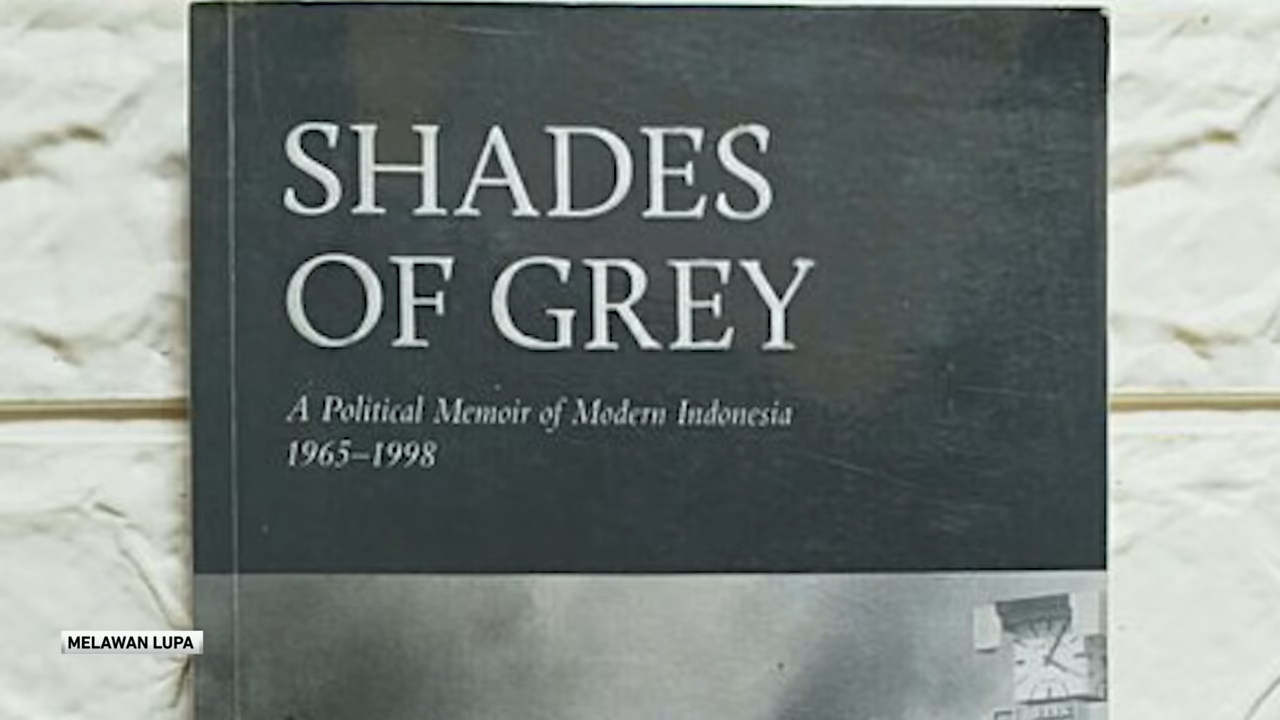 SHADES
OF GREY
A Political Memoir of Modern Indonesia
1965–1998
MELAWAN LUPA